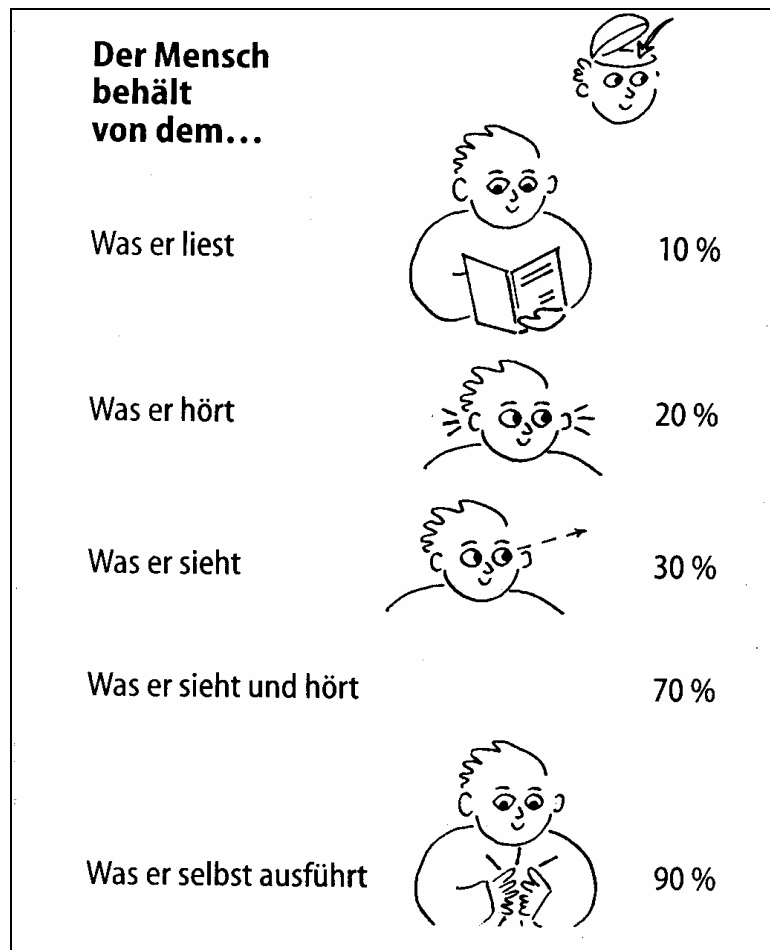 Der Mensch
behält
von dem...
Was er liest 10 %
Was er hört 20 %
Was er sieht 30 %
Was er sieht und hört 70 %
Was er selbst ausführt 90 %